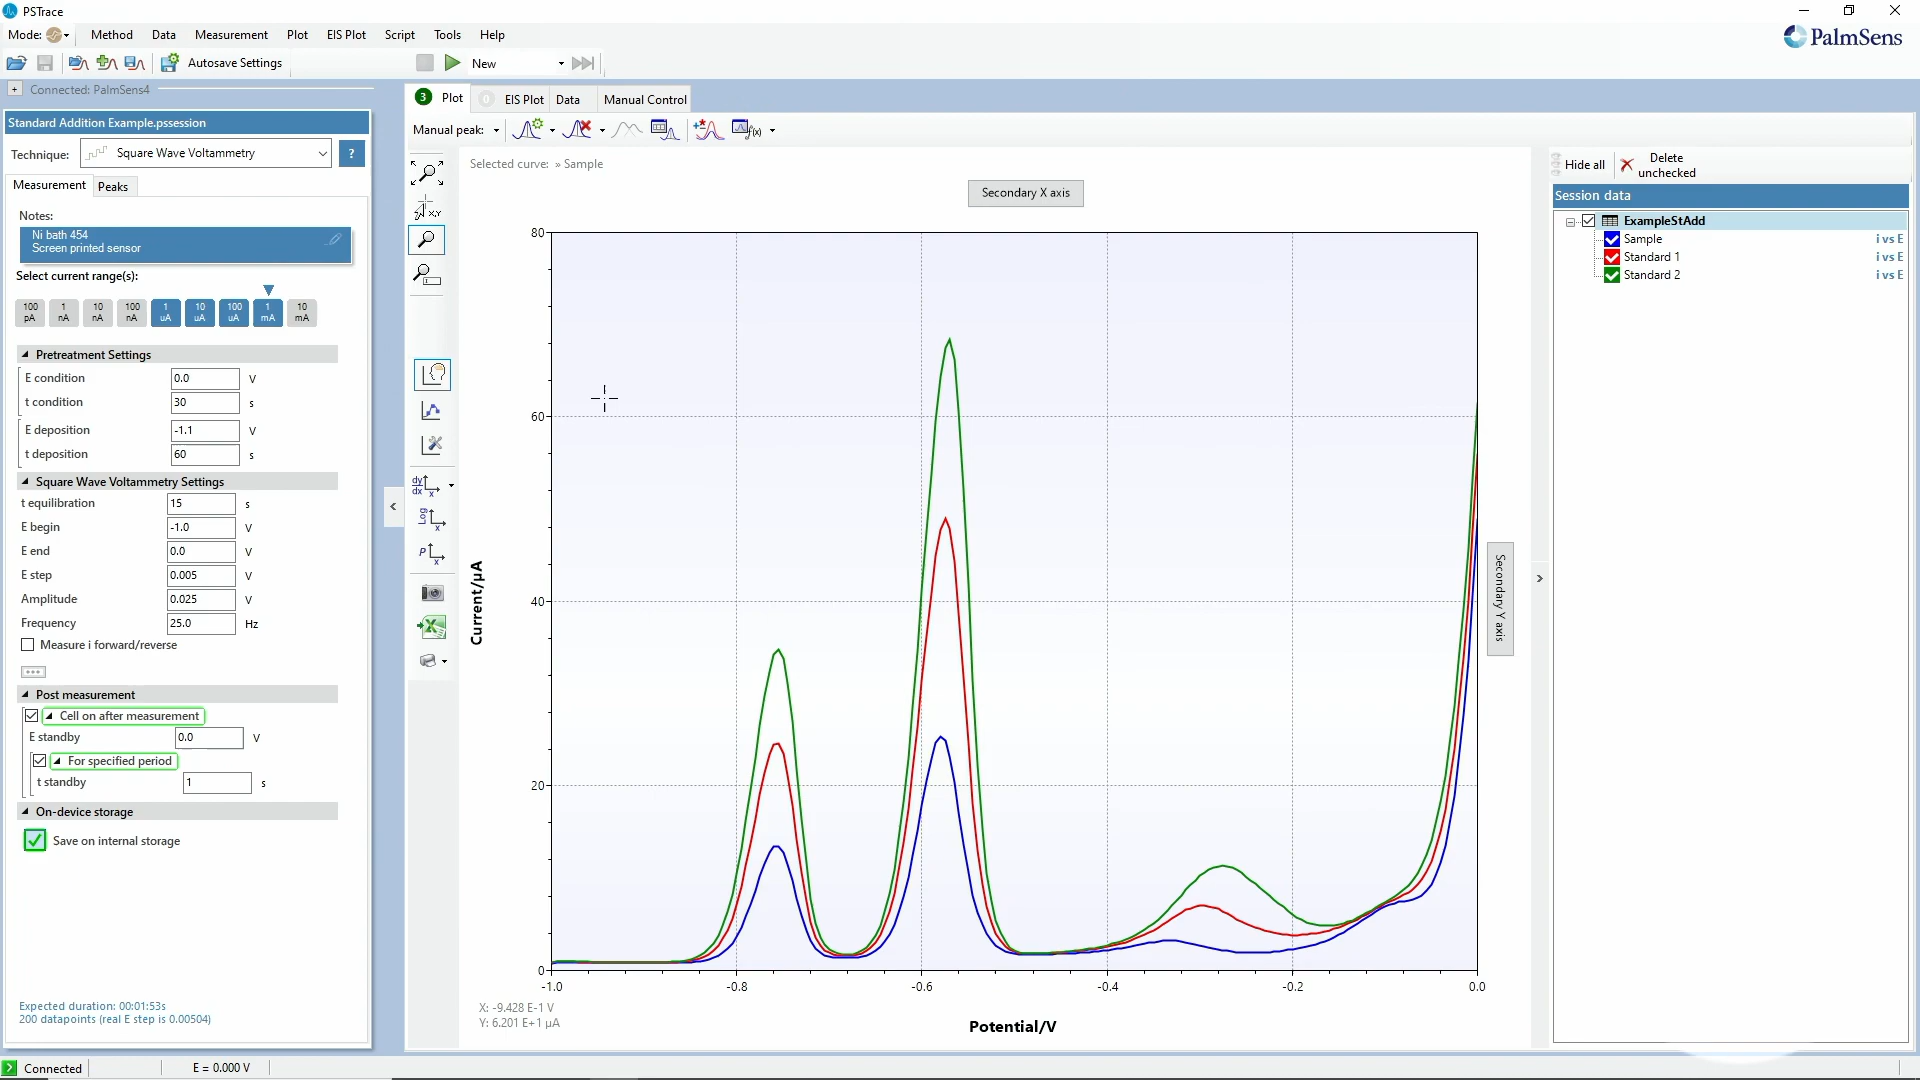 PSTrace
Mode:
Method Data Measurement Plot EIS Plot Script Tools Help
PalmSens
Autosave Settings
New
Connected: PalmSens4
Standard Addition Example.pssession
Technique: Square Wave Voltammetry ?
Measurement Peaks
Notes:
Ni bath 454
Screen printed sensor
Select current range(s):
100 pA 1 nA 10 nA 100 nA 1 uA 10 uA 100 uA 1 mA 10 mA
Pretreatment Settings
E condition 0.0 V
t condition 30 s
E deposition -1.1 V
t deposition 60 s
Square Wave Voltammetry Settings
t equilibration 15 s
E begin -1.0 V
E end 0.0 V
E step 0.005 V
Amplitude 0.025 V
Frequency 25.0 Hz
Measure i forward/reverse
Post measurement
Cell on after measurement
E standby 0.0 V
For specified period
t standby 1 s
On-device storage
Save on internal storage
Expected duration: 00:01:53s
200 datapoints (real E step is 0.00504)
Connected E = 0.000 V
3 Plot 0 EIS Plot Data Manual Control
Manual peak:
f(x)
x,y
dy/dx x
Log x
P x
Selected curve: » Sample
Secondary X axis
80
60
40
20
0
Current/µA
-1.0 -0.8 -0.6 -0.4 -0.2 0.0
Potential/V
X: -9.428 E-1 V
Y: 6.201 E+1 µA
Secondary Y axis
Hide all
Delete
unchecked
Session data
ExampleStAdd
Sample i vs E
Standard 1 i vs E
Standard 2 i vs E